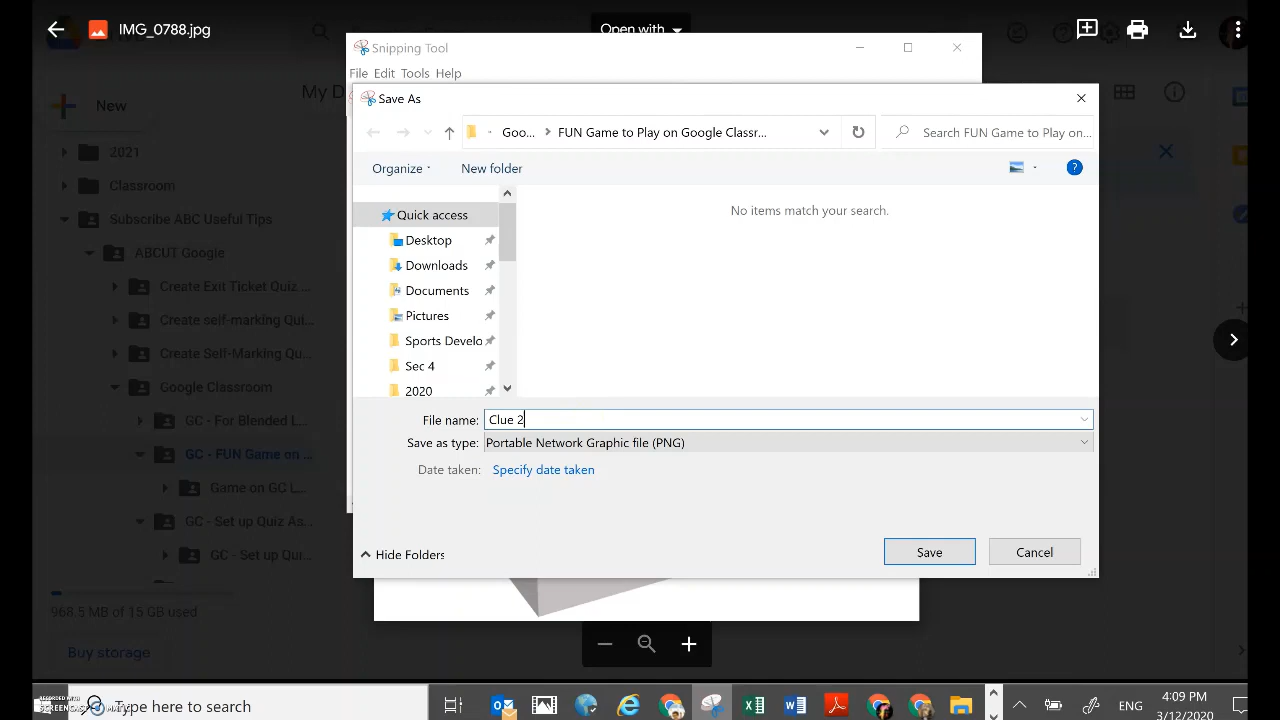 IMG_0788.jpg
Open with
Snipping Tool
File Edit Tools Help
New
My D
Save As
Goo... FUN Game to Play on Google Classr...
Search FUN Game to Play on...
Organize
New folder
2021
Classroom
Subscribe ABC Useful Tips
ABCUT Google
Create Exit Ticket Quiz ...
Create self-marking Qui...
Create Self-Marking Qu...
Google Classroom
GC - For Blended L...
GC - FUN Game on ...
Game on GC L...
GC - Set up Quiz As...
GC - Set up Qui...
968.5 MB of 15 GB used
Buy storage
Quick access
Desktop
Downloads
Documents
Pictures
Sports Develo
Sec 4
2020
No items match your search.
File name: Clue 2
Save as type: Portable Network Graphic file (PNG)
Date taken: Specify date taken
Hide Folders
Save
Cancel
RECORDED WITH
Type here to search
ENG
4:09 PM
3/12/2020